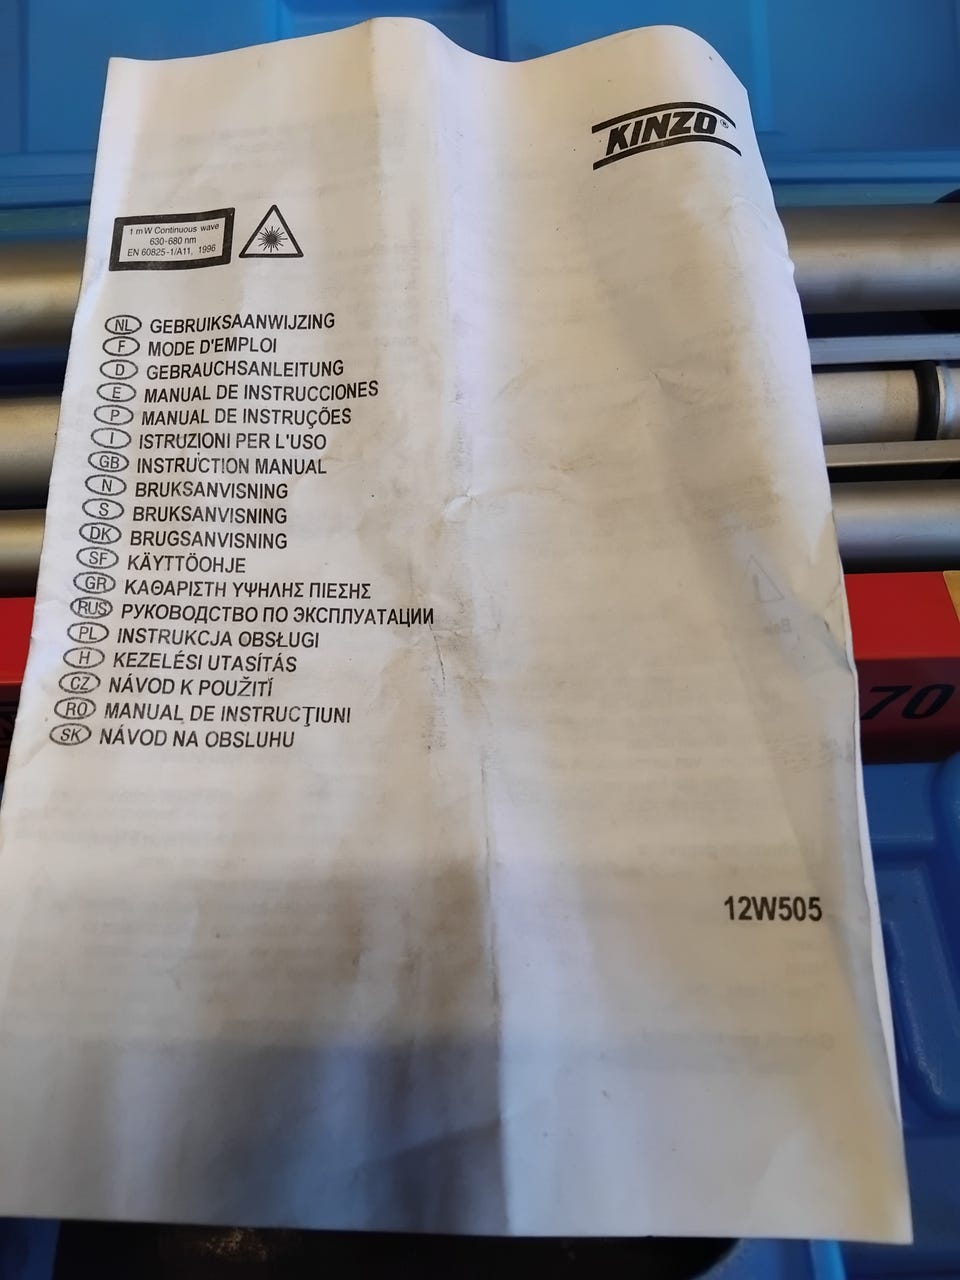 KINZO®
1 mW Continuous wave
630-680 nm
EN 60825-1/A11, 1996
NL GEBRUIKSAANWIJZING
F MODE D'EMPLOI
D GEBRAUCHSANLEITUNG
E MANUAL DE INSTRUCCIONES
P MANUAL DE INSTRUÇÕES
I ISTRUZIONI PER L'USO
GB INSTRUCTION MANUAL
N BRUKSANVISNING
S BRUKSANVISNING
DK BRUGSANVISNING
SF KÄYTTÖOHJE
GR ΚΑΘΑΡΙΣΤΗ ΥΨΗΛΗΣ ΠΙΕΣΗΣ
RUS РУКОВОДСТВО ПО ЭКСПЛУАТАЦИИ
PL INSTRUKCJA OBSŁUGI
H KEZELÉSI UTASÍTÁS
CZ NÁVOD K POUŽITÍ
RO MANUAL DE INSTRUCŢIUNI
SK NÁVOD NA OBSLUHU
70
12W505